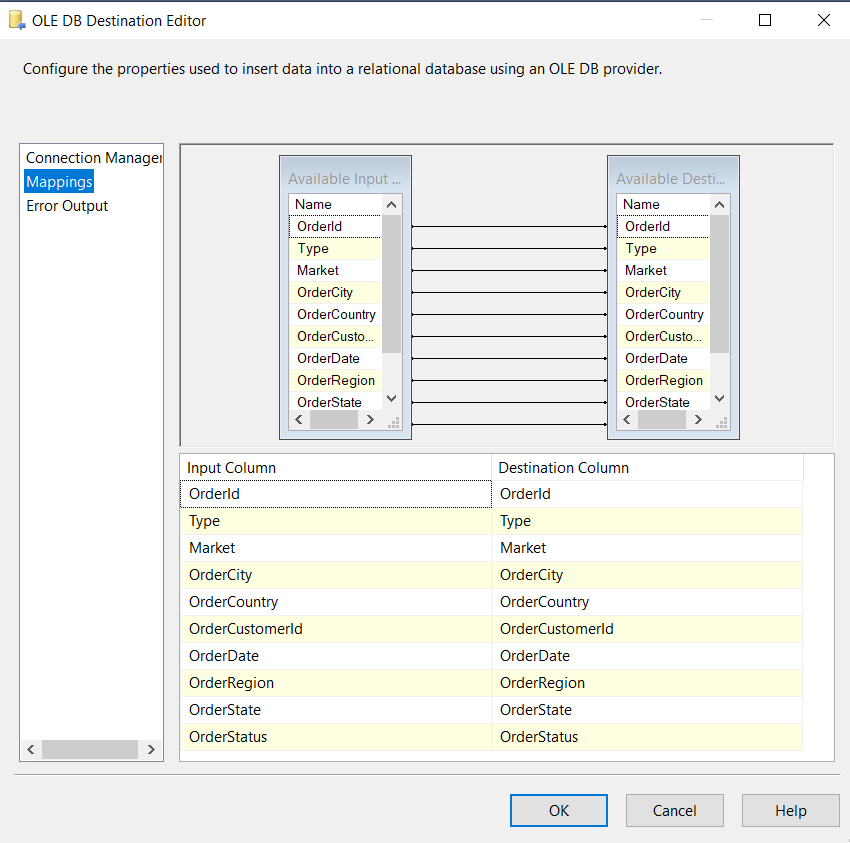 OLE DB Destination Editor
Configure the properties used to insert data into a relational database using an OLE DB provider.
Connection Manager
Mappings
Error Output
Available Input ...
Name
OrderId
Type
Market
OrderCity
OrderCountry
OrderCusto...
OrderDate
OrderRegion
OrderState
Available Desti...
Name
OrderId
Type
Market
OrderCity
OrderCountry
OrderCusto...
OrderDate
OrderRegion
OrderState
Input Column Destination Column
OrderId OrderId
Type Type
Market Market
OrderCity OrderCity
OrderCountry OrderCountry
OrderCustomerId OrderCustomerId
OrderDate OrderDate
OrderRegion OrderRegion
OrderState OrderState
OrderStatus OrderStatus
OK Cancel Help